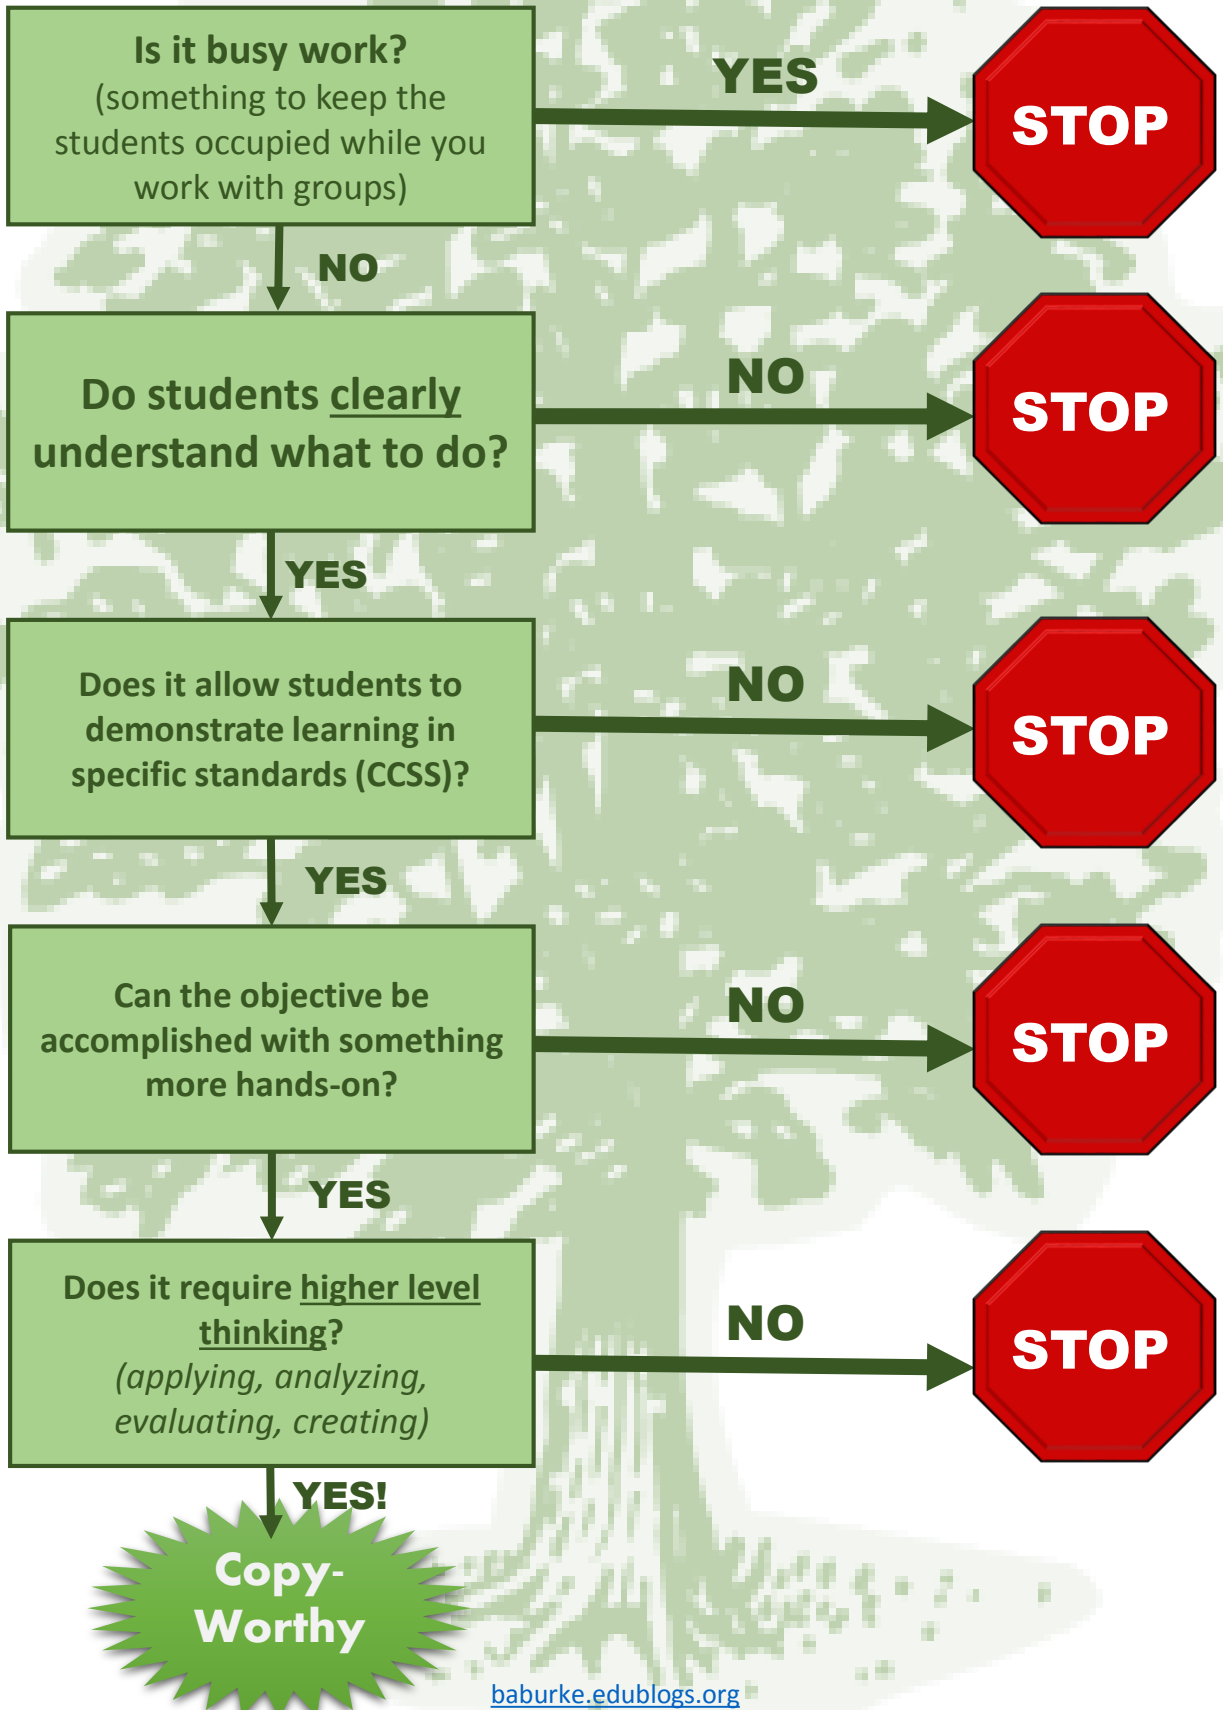 Is it busy work?
(something to keep the
students occupied while you
work with groups)
YES
STOP
NO
Do students clearly
understand what to do?
NO
STOP
YES
Does it allow students to
demonstrate learning in
specific standards (CCSS)?
NO
STOP
YES
Can the objective be
accomplished with something
more hands-on?
NO
STOP
YES
Does it require higher level
thinking?
(applying, analyzing,
evaluating, creating)
NO
STOP
YES!
Copy-
Worthy
baburke.edublogs.org